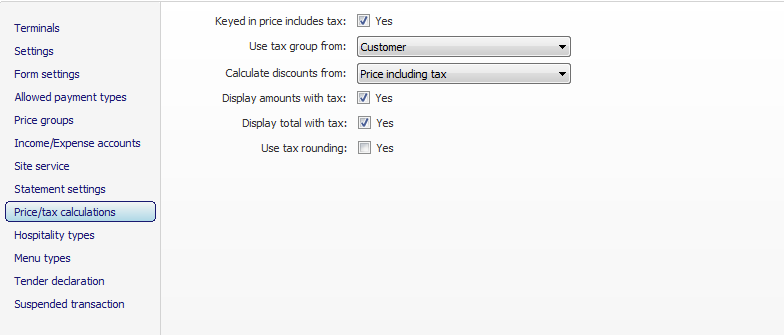 Terminals
Settings
Form settings
Allowed payment types
Price groups
Income/Expense accounts
Site service
Statement settings
Price/tax calculations
Hospitality types
Menu types
Tender declaration
Suspended transaction
Keyed in price includes tax: Yes
Use tax group from: Customer
Calculate discounts from: Price including tax
Display amounts with tax: Yes
Display total with tax: Yes
Use tax rounding: Yes